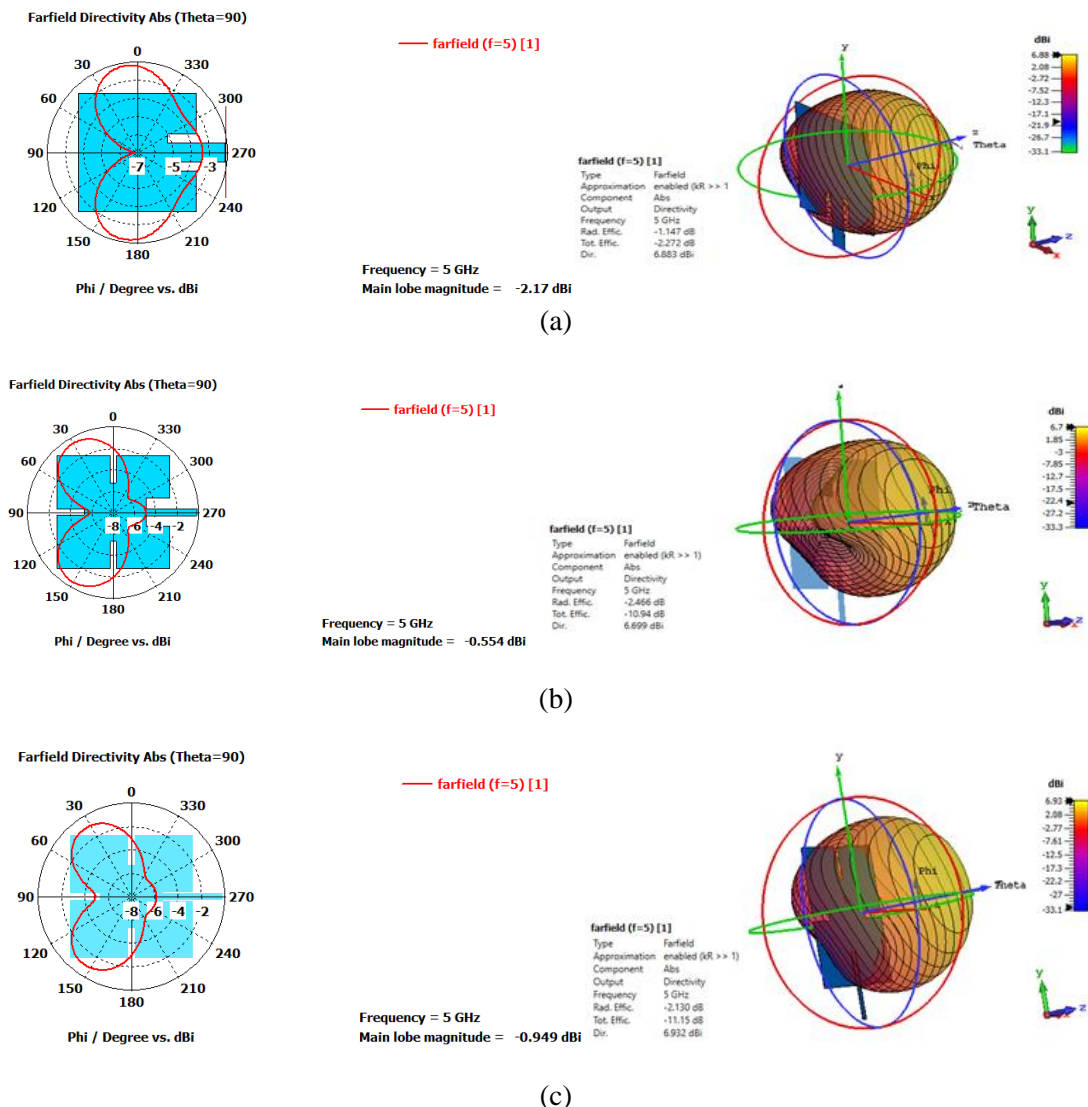 Farfield Directivity Abs (Theta=90)
farfield (f=5) [1]
0
30 330
60 300
90 270
-7 -5 -3
120 240
150 210
180
Phi / Degree vs. dBi
Frequency = 5 GHz
Main lobe magnitude = -2.17 dBi
farfield (f=5) [1]
Type Farfield
Approximation enabled (kR >> 1
Component Abs
Output Directivity
Frequency 5 GHz
Rad. Effic. -1.147 dB
Tot. Effic. -2.272 dB
Dir. 6.883 dBi
y
z
Theta
Phi
dBi
6.88
2.08
-2.72
-7.52
-12.3
-17.1
-21.9
-26.7
-33.1
y
z
x
(a)
Farfield Directivity Abs (Theta=90)
farfield (f=5) [1]
0
30 330
60 300
90 270
-8 -6 -4 -2
120 240
150 210
180
Phi / Degree vs. dBi
Frequency = 5 GHz
Main lobe magnitude = -0.554 dBi
farfield (f=5) [1]
Type Farfield
Approximation enabled (kR >> 1)
Component Abs
Output Directivity
Frequency 5 GHz
Rad. Effic. -2.466 dB
Tot. Effic. -10.94 dB
Dir. 6.699 dBi
Phi
Theta
dBi
6.7
1.85
-3
-7.85
-12.7
-17.5
-22.4
-27.2
-33.3
y
x z
(b)
Farfield Directivity Abs (Theta=90)
farfield (f=5) [1]
0
30 330
60 300
90 270
-8 -6 -4 -2
120 240
150 210
180
Phi / Degree vs. dBi
Frequency = 5 GHz
Main lobe magnitude = -0.949 dBi
farfield (f=5) [1]
Type Farfield
Approximation enabled (kR >> 1)
Component Abs
Output Directivity
Frequency 5 GHz
Rad. Effic. -2.130 dB
Tot. Effic. -11.15 dB
Dir. 6.932 dBi
y
Phi
Theta
dBi
6.93
2.08
-2.77
-7.61
-12.5
-17.3
-22.2
-27
-33.1
y
z
x
(c)